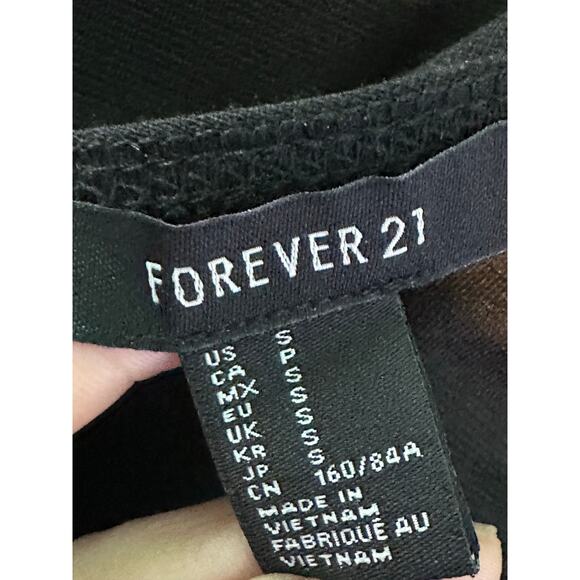 FOREVER 21
US S
CA P
MX S
EU S
UK S
KR S
JP S
CN 160/84A
MADE IN
VIETNAM
FABRIQUÉ AU
VIETNAM